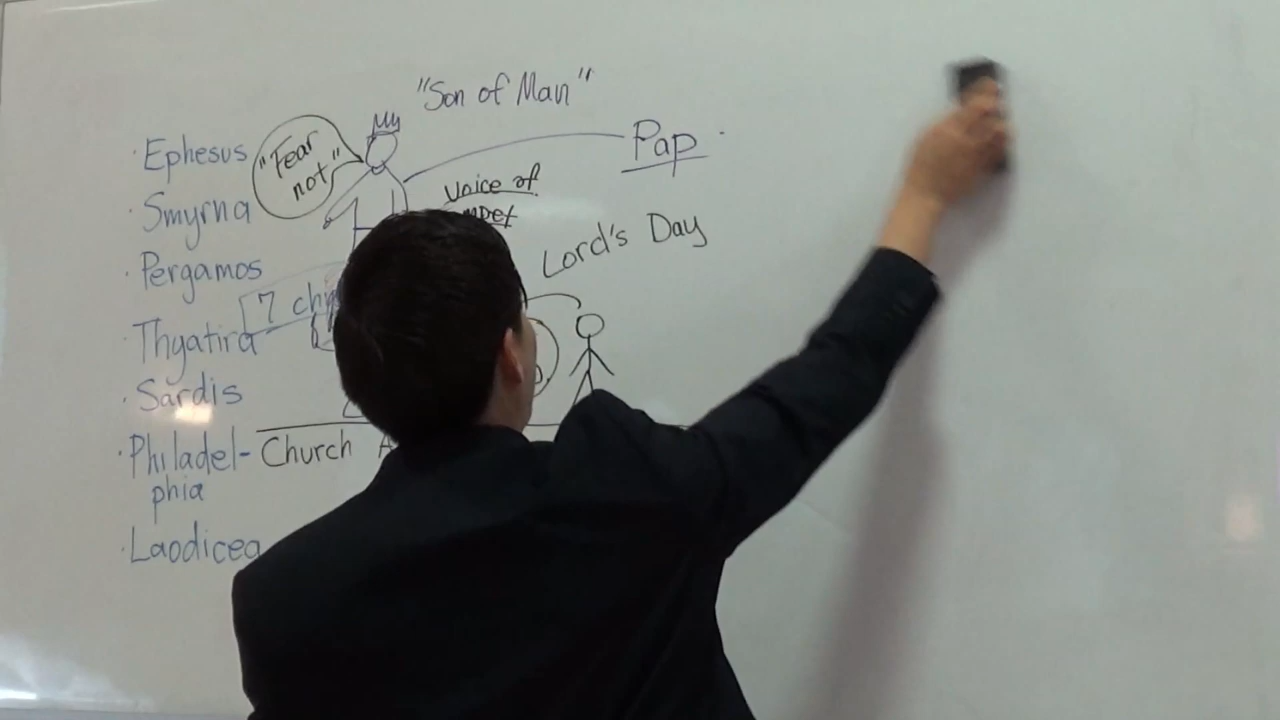 "Son of Man"
Pap
Ephesus
"Fear
not"
Voice of
Smyrna
Lord's Day
Pergamos
7
Thyatira
Sardis
Philadel-
phia
Church
Laodicea